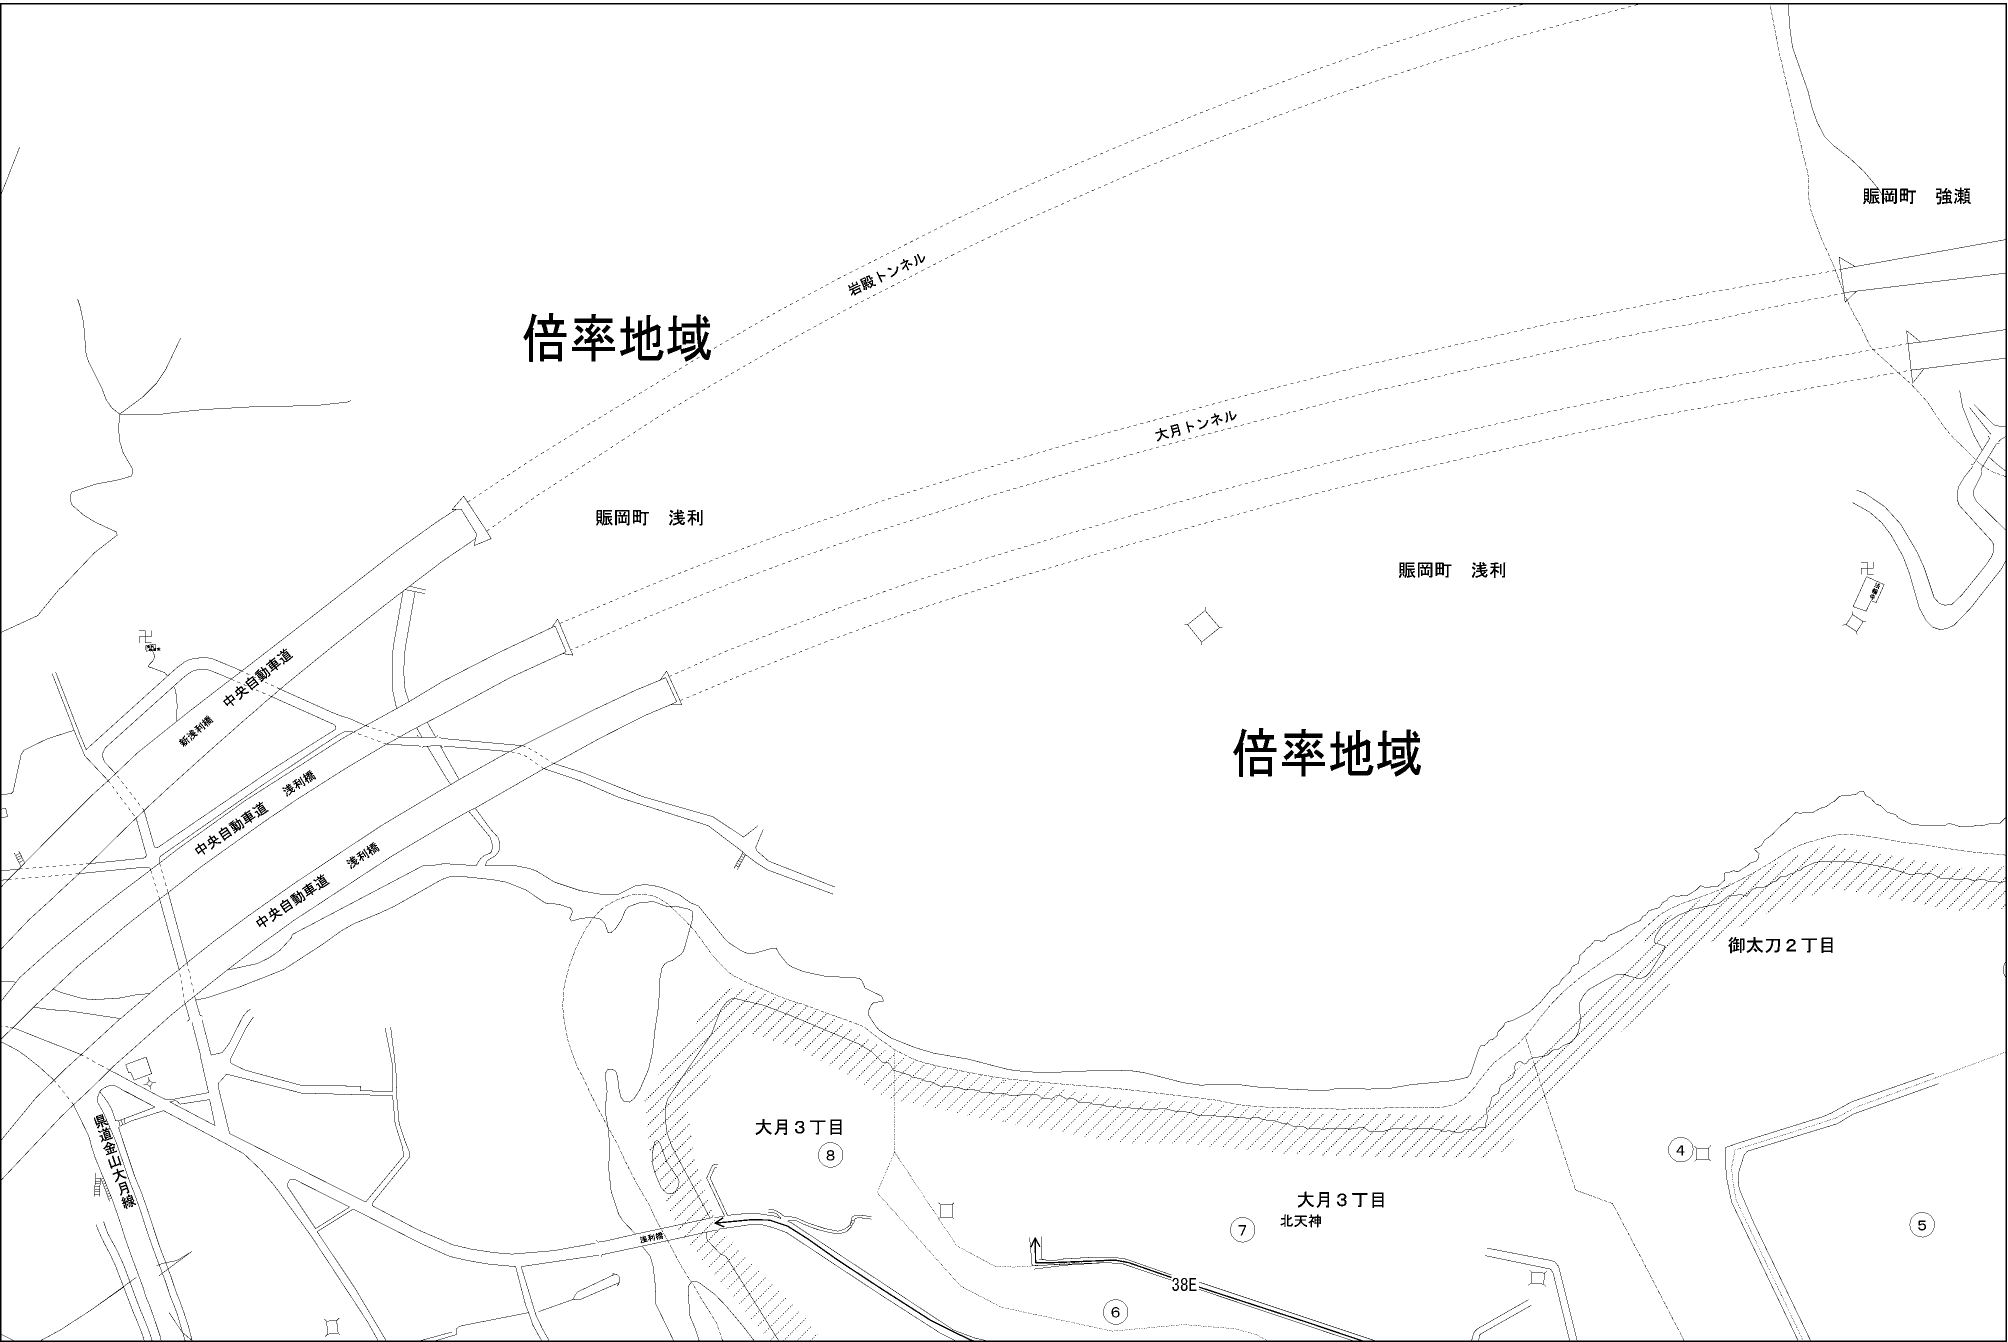 賑岡町　強瀬
岩殿トンネル
倍率地域
大月トンネル
賑岡町　浅利
賑岡町　浅利
中央自動車道
新浅利橋
倍率地域
浅利橋
中央自動車道
浅利橋
中央自動車道
御太刀２丁目
県道金山大月線
大月３丁目
8
4
大月３丁目
北天神
7
5
浅利橋
38E
6